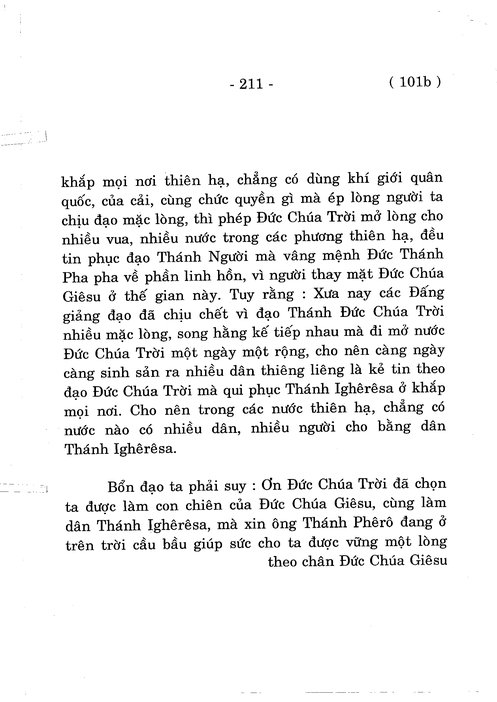 - 211 - ( 101b )
khắp mọi nơi thiên hạ, chẳng có dùng khí giới quân
quốc, của cải, cùng chức quyền gì mà ép lòng người ta
chịu đạo mặc lòng, thì phép Đức Chúa Trời mở lòng cho
nhiều vua, nhiều nước trong các phương thiên hạ, đều
tin phục đạo Thánh Người mà vâng mệnh Đức Thánh
Pha pha về phần linh hồn, vì người thay mặt Đức Chúa
Giêsu ở thế gian này. Tuy rằng : Xưa nay các Đấng
giảng đạo đã chịu chết vì đạo Thánh Đức Chúa Trời
nhiều mặc lòng, song hằng kế tiếp nhau mà đi mở nước
Đức Chúa Trời một ngày một rộng, cho nên càng ngày
càng sinh sản ra nhiều dân thiêng liêng là kẻ tin theo
đạo Đức Chúa Trời mà qui phục Thánh Ighêrêsa ở khắp
mọi nơi. Cho nên trong các nước thiên hạ, chẳng có
nước nào có nhiều dân, nhiều người cho bằng dân
Thánh Ighêrêsa.
Bổn đạo ta phải suy : Ơn Đức Chúa Trời đã chọn
ta được làm con chiên của Đức Chúa Giêsu, cùng làm
dân Thánh Ighêrêsa, mà xin ông Thánh Phêrô đang ở
trên trời cầu bầu giúp sức cho ta được vững một lòng
theo chân Đức Chúa Giêsu